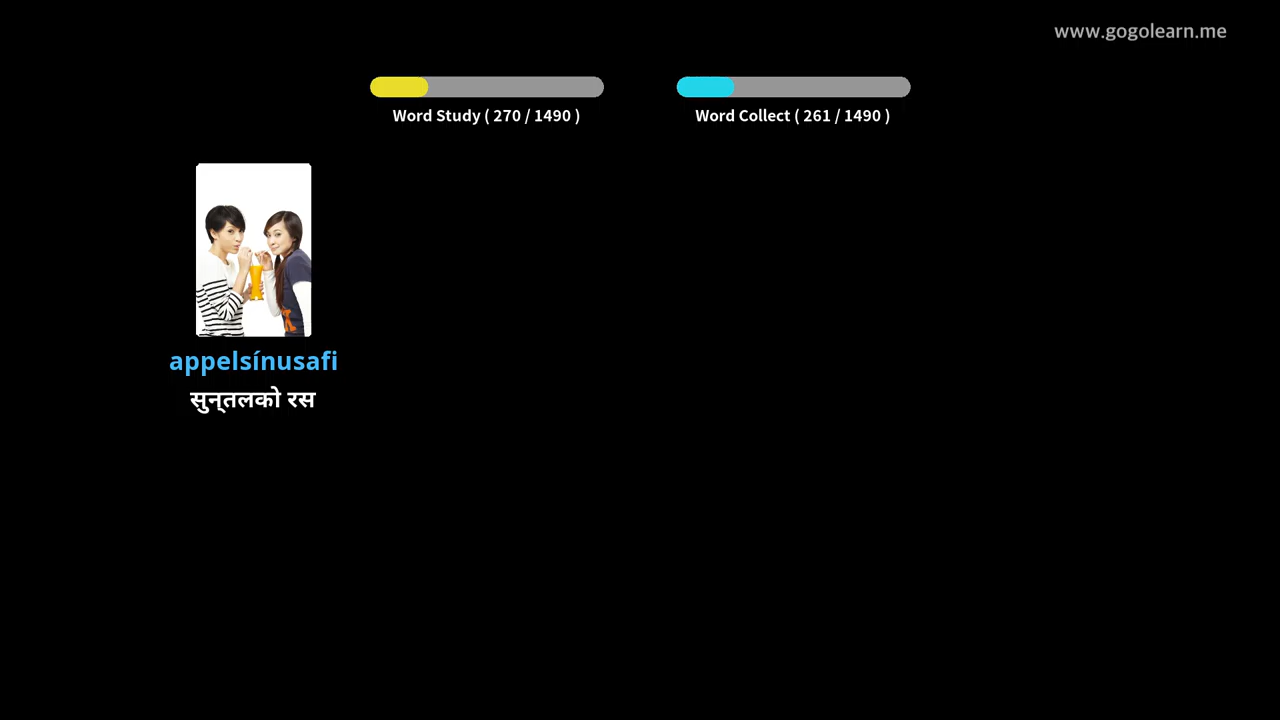 www.gogolearn.me
Word Study ( 270 / 1490 )
Word Collect ( 261 / 1490 )
appelsínusafi
सुन्‌तलको रस